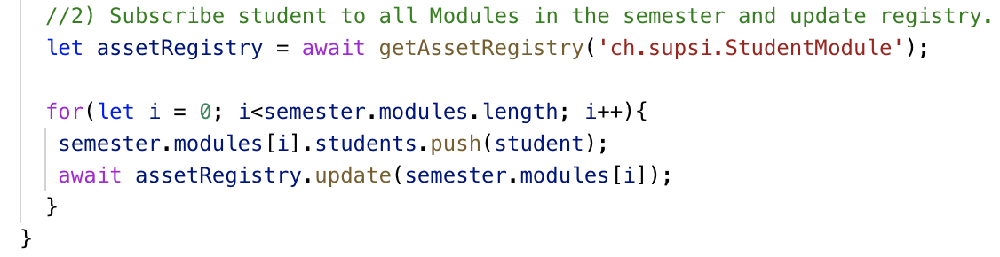 //2) Subscribe student to all Modules in the semester and update registry.
let assetRegistry = await getAssetRegistry('ch.supsi.StudentModule');
for(let i = 0; i<semester.modules.length; i++){
semester.modules[i].students.push(student);
await assetRegistry.update(semester.modules[i]);
}
}